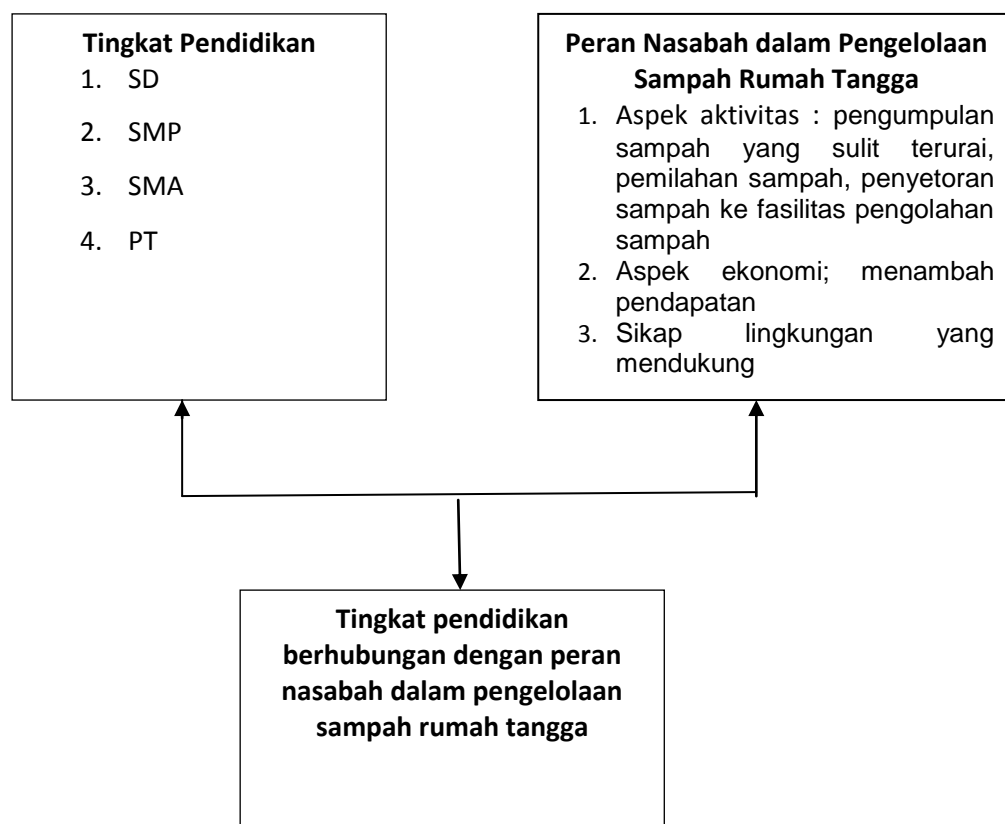 Tingkat Pendidikan
1. SD
2. SMP
3. SMA
4. PT
Peran Nasabah dalam Pengelolaan
Sampah Rumah Tangga
1. Aspek aktivitas : pengumpulan
sampah yang sulit terurai,
pemilahan sampah, penyetoran
sampah ke fasilitas pengolahan
sampah
2. Aspek ekonomi; menambah
pendapatan
3. Sikap lingkungan yang
mendukung
Tingkat pendidikan
berhubungan dengan peran
nasabah dalam pengelolaan
sampah rumah tangga